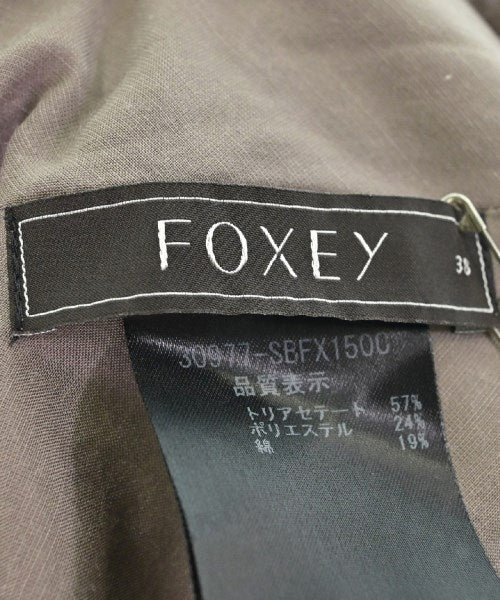 FOXEY
38
30977-SBFX150C
品質表示
トリアセテート 57%
ポリエステル 24%
綿 19%